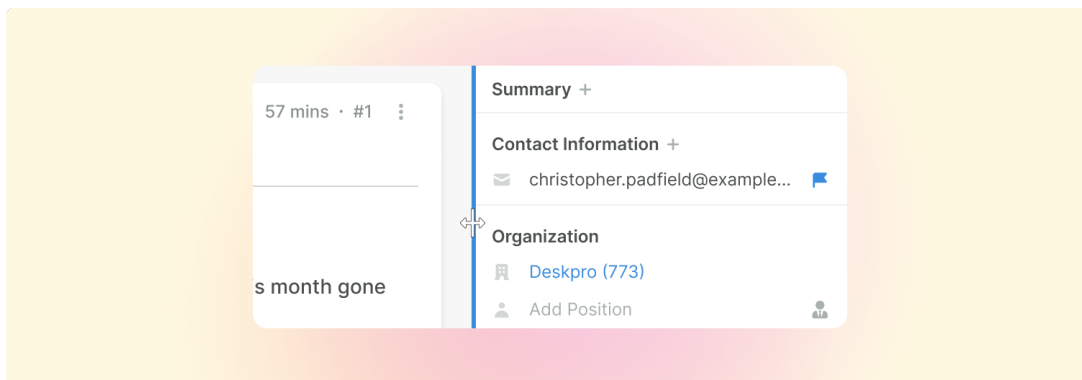 57 mins · #1
's month gone
Summary +
Contact Information +
christopher.padfield@example...
Organization
Deskpro (773)
Add Position